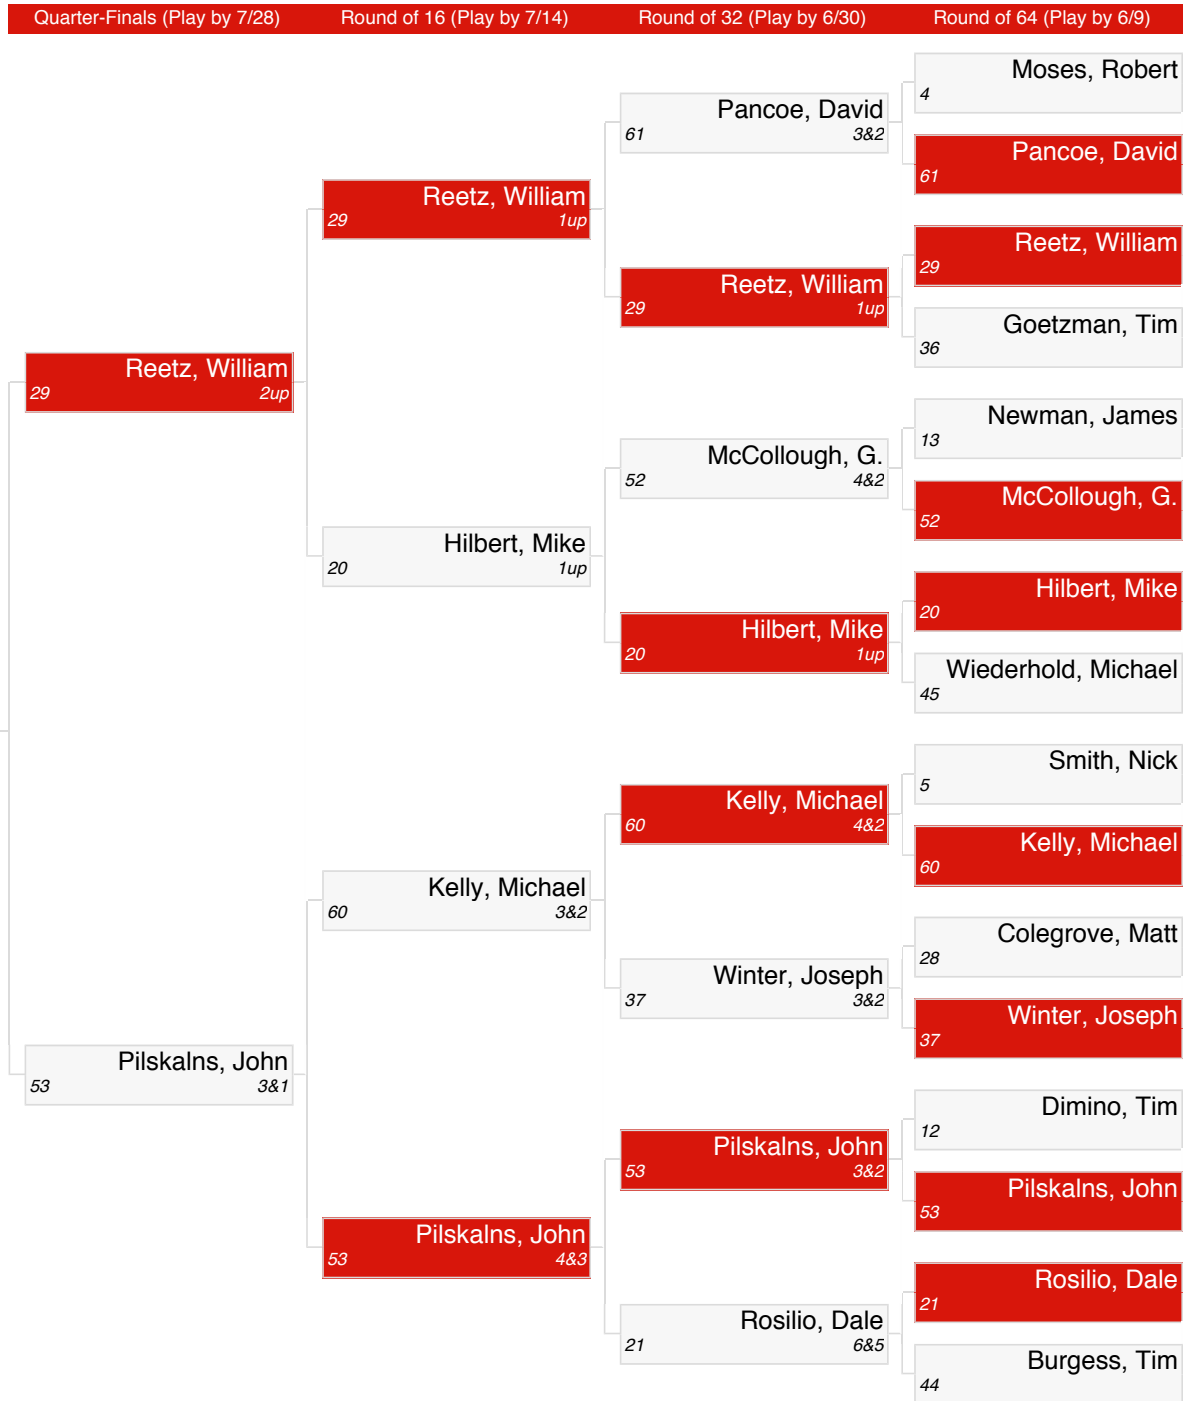 Quarter-Finals (Play by 7/28)
Round of 16 (Play by 7/14)
Round of 32 (Play by 6/30)
Round of 64 (Play by 6/9)
Reetz, William
29 2up
Pilskalns, John
53 3&1
Reetz, William
29 1up
Hilbert, Mike
20 1up
Kelly, Michael
60 3&2
Pilskalns, John
53 4&3
Pancoe, David
61 3&2
Reetz, William
29 1up
McCollough, G.
52 4&2
Hilbert, Mike
20 1up
Kelly, Michael
60 4&2
Winter, Joseph
37 3&2
Pilskalns, John
53 3&2
Rosilio, Dale
21 6&5
Moses, Robert
4
Pancoe, David
61
Reetz, William
29
Goetzman, Tim
36
Newman, James
13
McCollough, G.
52
Hilbert, Mike
20
Wiederhold, Michael
45
Smith, Nick
5
Kelly, Michael
60
Colegrove, Matt
28
Winter, Joseph
37
Dimino, Tim
12
Pilskalns, John
53
Rosilio, Dale
21
Burgess, Tim
44